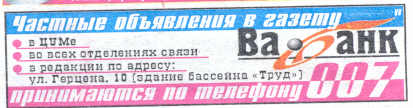 Частные объявления в газету
Ва-банк
в ЦУМе
во всех отделениях связи
в редакции по адресу:
ул. Герцена, 10 (здание бассейна «Труд»)
принимаются по телефону 007